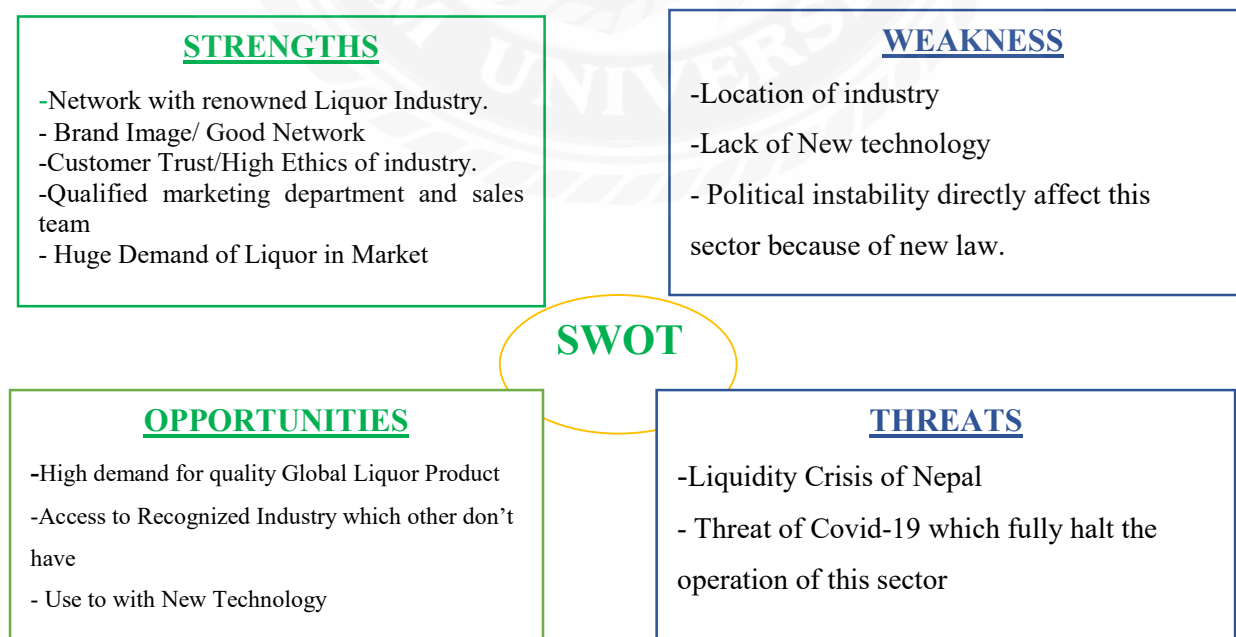 STRENGTHS
-Network with renowned Liquor Industry.
- Brand Image/ Good Network
-Customer Trust/High Ethics of industry.
-Qualified marketing department and sales
team
- Huge Demand of Liquor in Market
WEAKNESS
-Location of industry
-Lack of New technology
- Political instability directly affect this
sector because of new law.
SWOT
OPPORTUNITIES
-High demand for quality Global Liquor Product
-Access to Recognized Industry which other don’t
have
- Use to with New Technology
THREATS
-Liquidity Crisis of Nepal
- Threat of Covid-19 which fully halt the
operation of this sector